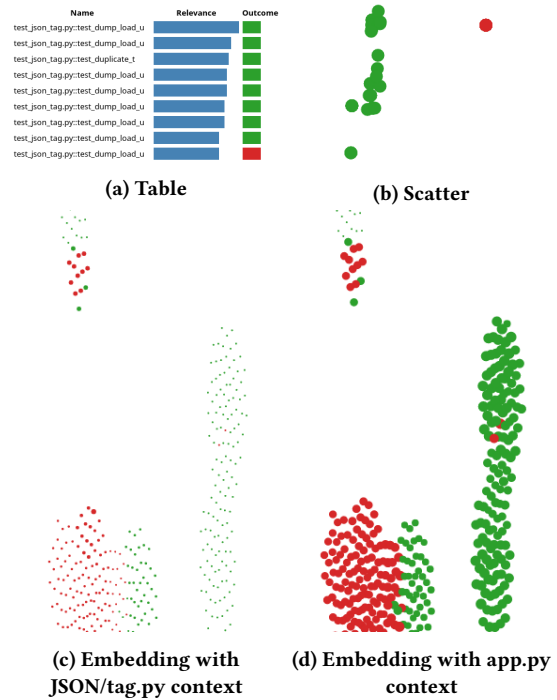 Name Relevance Outcome
test_json_tag.py::test_dump_load_u
test_json_tag.py::test_dump_load_u
test_json_tag.py::test_duplicate_t
test_json_tag.py::test_dump_load_u
test_json_tag.py::test_dump_load_u
test_json_tag.py::test_dump_load_u
test_json_tag.py::test_dump_load_u
test_json_tag.py::test_dump_load_u
test_json_tag.py::test_dump_load_u
(a) Table
(b) Scatter
(c) Embedding with
JSON/tag.py context
(d) Embedding with app.py
context